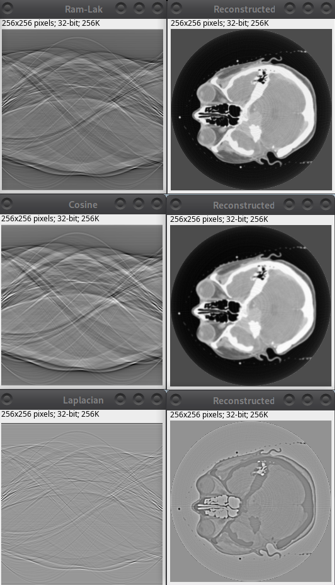 Ram-Lak
Reconstructed
256x256 pixels; 32-bit; 256K
256x256 pixels; 32-bit; 256K
Cosine
Reconstructed
256x256 pixels; 32-bit; 256K
256x256 pixels; 32-bit; 256K
Laplacian
Reconstructed
256x256 pixels; 32-bit; 256K
256x256 pixels; 32-bit; 256K